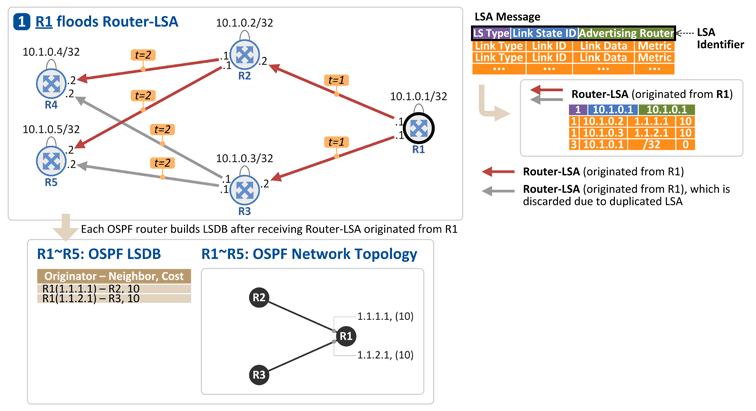 1 R1 floods Router-LSA
10.1.0.4/32
.2
.2
R4
t=2
10.1.0.2/32
.1
.1
.2
R2
t=1
t=2
10.1.0.1/32
.1
.1
R1
10.1.0.5/32
.2
.2
R5
t=2
t=2
10.1.0.3/32
.1
.1
.2
R3
t=1
LSA Message
LS Type Link State ID Advertising Router
Link Type Link ID Link Data Metric
Link Type Link ID Link Data Metric
... ... ... ...
LSA
Identifier
Router-LSA (originated from R1)
1 10.1.0.1 10.1.0.1
1 10.1.0.2 1.1.1.1 10
1 10.1.0.3 1.1.2.1 10
3 10.1.0.1 /32 0
Router-LSA (originated from R1)
Router-LSA (originated from R1), which is
discarded due to duplicated LSA
Each OSPF router builds LSDB after receiving Router-LSA originated from R1
R1~R5: OSPF LSDB
Originator – Neighbor, Cost
R1(1.1.1.1) – R2, 10
R1(1.1.2.1) – R3, 10
R1~R5: OSPF Network Topology
R2
1.1.1.1, (10)
R1
1.1.2.1, (10)
R3